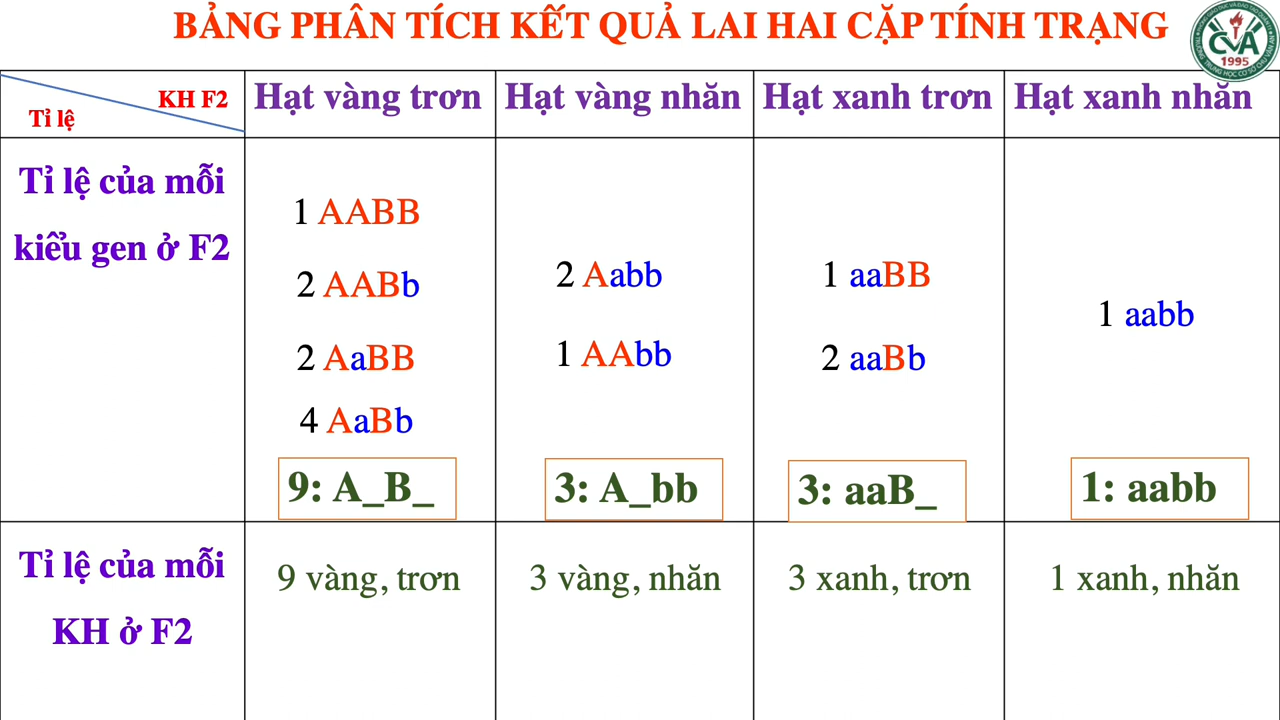 BẢNG PHÂN TÍCH KẾT QUẢ LAI HAI CẶP TÍNH TRẠNG
CVA
1995
KH F2
Tỉ lệ
Hạt vàng trơn
Hạt vàng nhăn
Hạt xanh trơn
Hạt xanh nhăn
Tỉ lệ của mỗi
kiểu gen ở F2
1 AABB
2 AABb
2 AaBB
4 AaBb
9: A_B_
2 Aabb
1 AAbb
3: A_bb
1 aaBB
2 aaBb
3: aaB_
1 aabb
1: aabb
Tỉ lệ của mỗi
KH ở F2
9 vàng, trơn
3 vàng, nhăn
3 xanh, trơn
1 xanh, nhăn